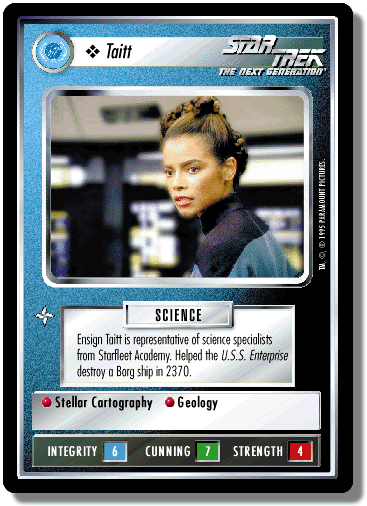 ❖ Taitt
STAR TREK
THE NEXT GENERATION®
TM, ©, ® 1995 PARAMOUNT PICTURES.
SCIENCE
Ensign Taitt is representative of science specialists
from Starfleet Academy. Helped the U.S.S. Enterprise
destroy a Borg ship in 2370.
Stellar Cartography Geology
INTEGRITY 6 CUNNING 7 STRENGTH 4